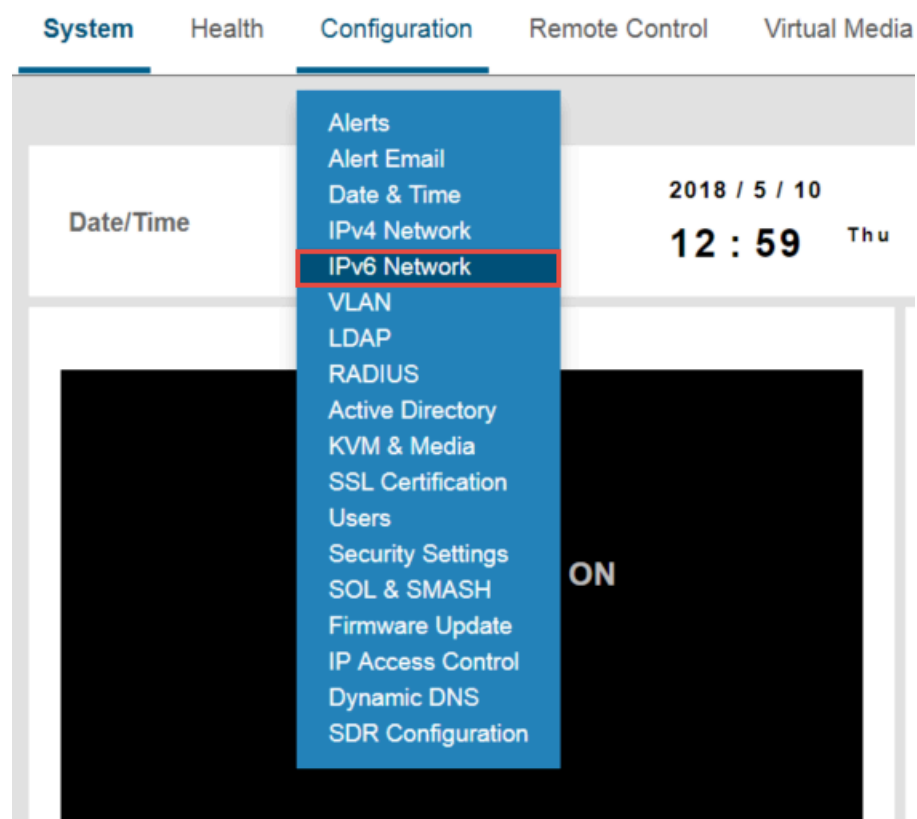 System Health Configuration Remote Control Virtual Media
Alerts
Alert Email
Date & Time
IPv4 Network
IPv6 Network
VLAN
LDAP
RADIUS
Active Directory
KVM & Media
SSL Certification
Users
Security Settings
SOL & SMASH
Firmware Update
IP Access Control
Dynamic DNS
SDR Configuration
Date/Time
2018 / 5 / 10
12 : 59 Thu
ON